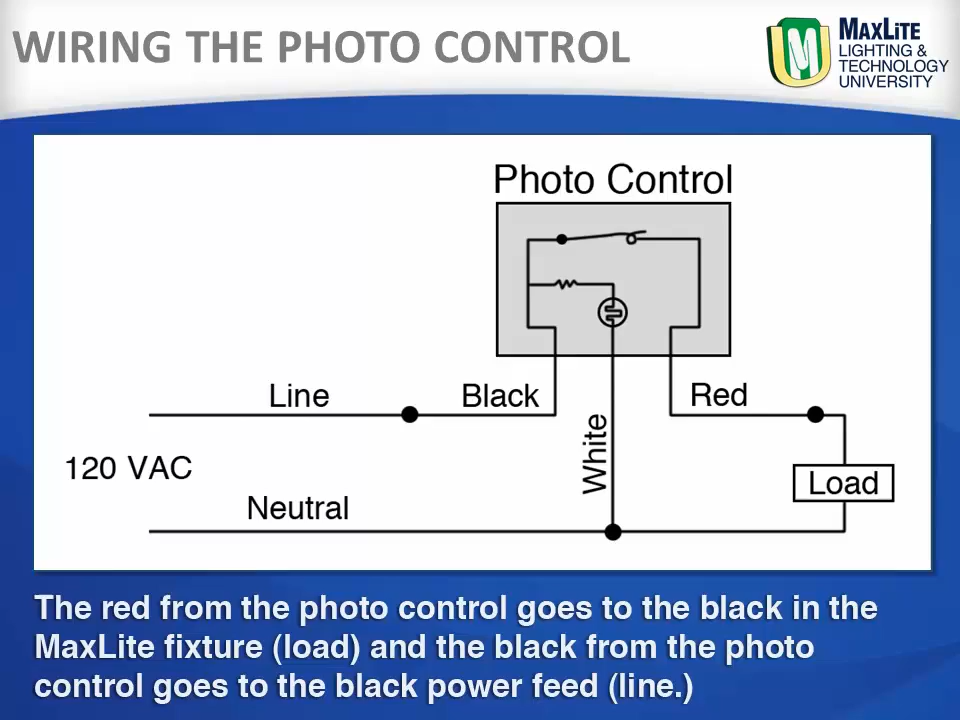 WIRING THE PHOTO CONTROL
MAXLITE
LIGHTING &
TECHNOLOGY
UNIVERSITY
Photo Control
Line
Black
Red
White
120 VAC
Load
Neutral
The red from the photo control goes to the black in the
MaxLite fixture (load) and the black from the photo
control goes to the black power feed (line.)